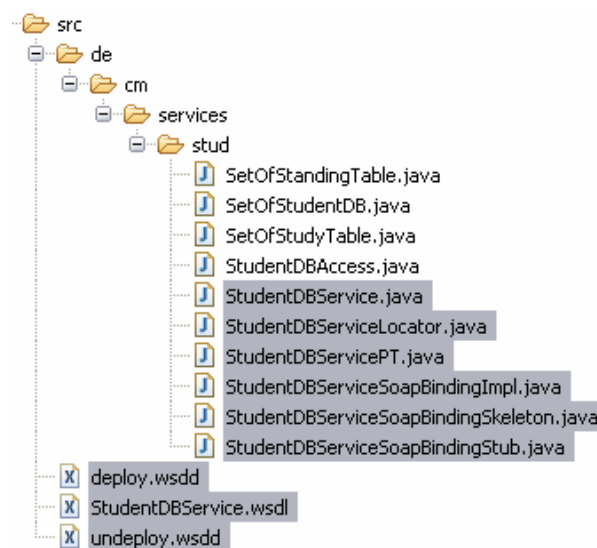 src
de
cm
services
stud
SetOfStandingTable.java
SetOfStudentDB.java
SetOfStudyTable.java
StudentDBAccess.java
StudentDBService.java
StudentDBServiceLocator.java
StudentDBServicePT.java
StudentDBServiceSoapBindingImpl.java
StudentDBServiceSoapBindingSkeleton.java
StudentDBServiceSoapBindingStub.java
deploy.wsdd
StudentDBService.wsdl
undeploy.wsdd